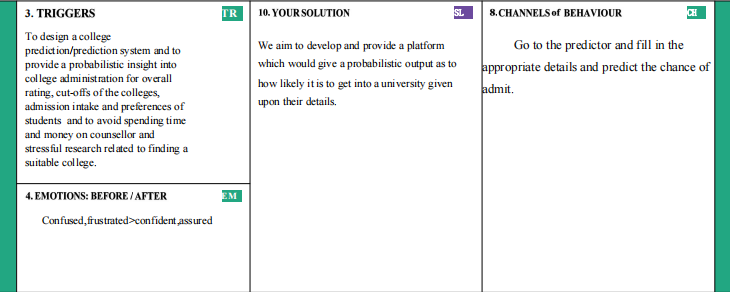 3. TRIGGERS
TR
To design a college
prediction/prediction system and to
provide a probabilistic insight into
college administration for overall
rating, cut-offs of the colleges,
admission intake and preferences of
students and to avoid spending time
and money on counsellor and
stressful research related to finding a
suitable college.
4. EMOTIONS: BEFORE / AFTER
EM
Confused,frustrated>confident,assured
10. YOUR SOLUTION
SL
We aim to develop and provide a platform
which would give a probabilistic output as to
how likely it is to get into a university given
upon their details.
8. CHANNELS of BEHAVIOUR
CH
Go to the predictor and fill in the
appropriate details and predict the chance of
admit.